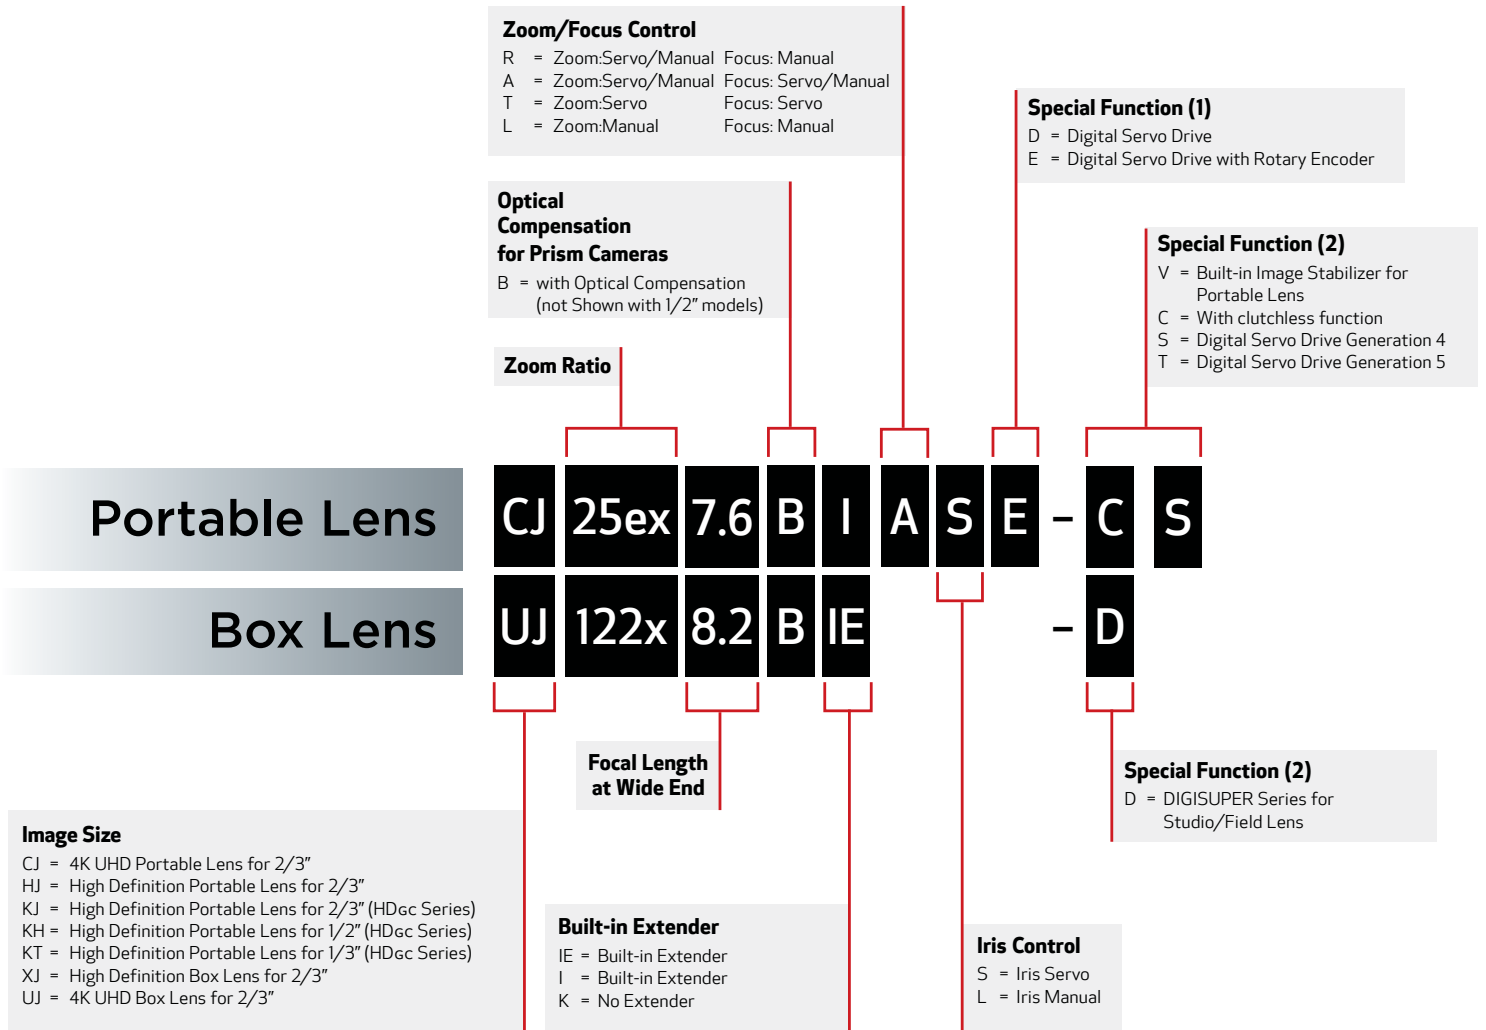 Zoom/Focus Control
R = Zoom:Servo/Manual Focus: Manual
A = Zoom:Servo/Manual Focus: Servo/Manual
T = Zoom:Servo Focus: Servo
L = Zoom:Manual Focus: Manual
Special Function (1)
D = Digital Servo Drive
E = Digital Servo Drive with Rotary Encoder
Optical
Compensation
for Prism Cameras
B = with Optical Compensation
(not Shown with 1/2” models)
Special Function (2)
V = Built-in Image Stabilizer for
Portable Lens
C = With clutchless function
S = Digital Servo Drive Generation 4
T = Digital Servo Drive Generation 5
Zoom Ratio
Portable Lens CJ 25ex 7.6 B I A S E – C S
Box Lens UJ 122x 8.2 B IE – D
Focal Length
at Wide End
Special Function (2)
D = DIGISUPER Series for
Studio/Field Lens
Image Size
CJ = 4K UHD Portable Lens for 2/3”
HJ = High Definition Portable Lens for 2/3”
KJ = High Definition Portable Lens for 2/3” (HDGC Series)
KH = High Definition Portable Lens for 1/2” (HDGC Series)
KT = High Definition Portable Lens for 1/3” (HDGC Series)
XJ = High Definition Box Lens for 2/3”
UJ = 4K UHD Box Lens for 2/3”
Built-in Extender
IE = Built-in Extender
I = Built-in Extender
K = No Extender
Iris Control
S = Iris Servo
L = Iris Manual